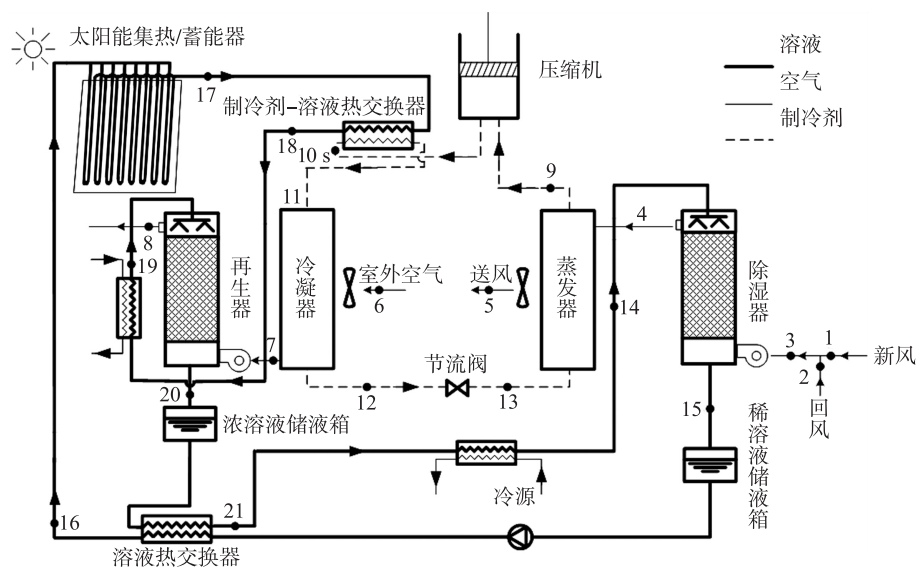 太阳能集热/蓄能器
17
制冷剂-溶液热交换器
18
10 s
压缩机
溶液
空气
制冷剂
9
11
4
8
19
再生器
冷凝器
室外空气
6
送风
5
蒸发器
14
除湿器
7
3
1
新风
2
回风
节流阀
12
13
20
浓溶液储液箱
15
稀溶液储液箱
冷源
16
21
溶液热交换器